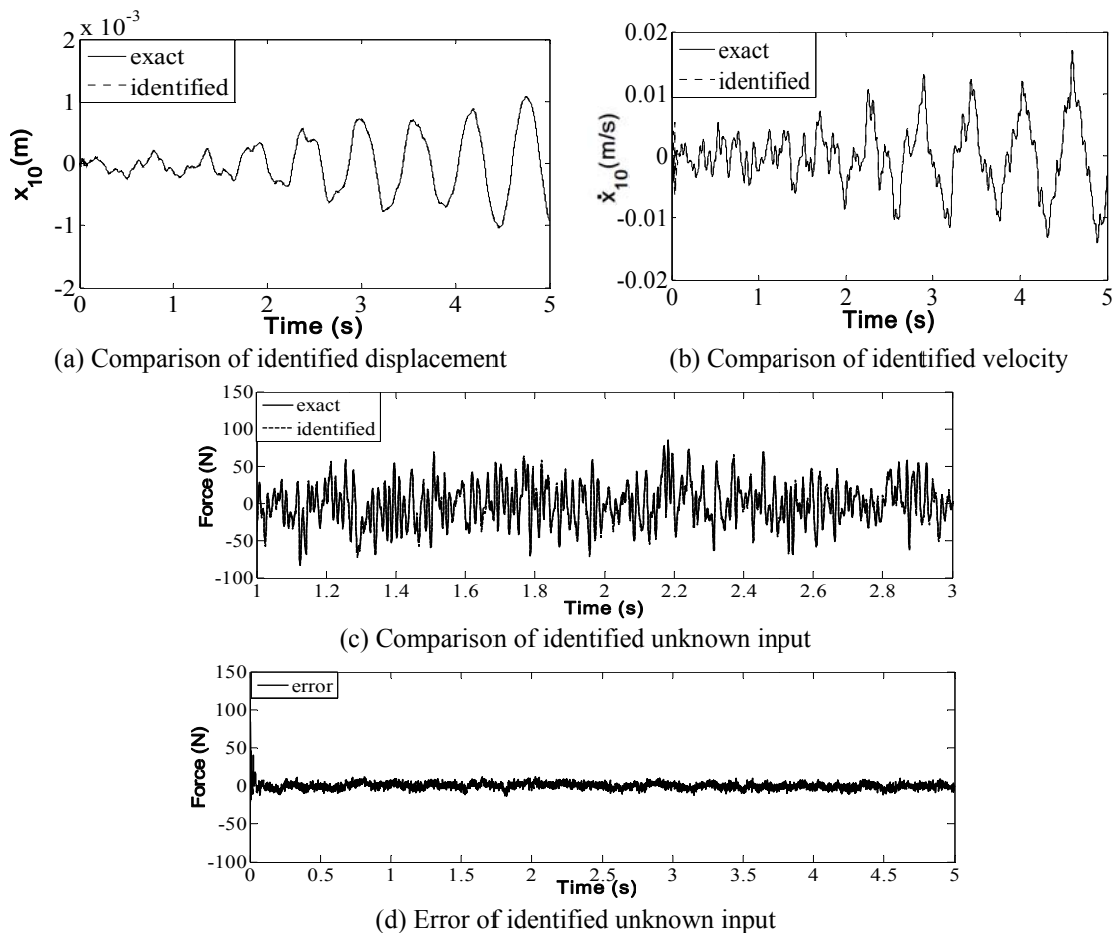 x 10⁻³
2
1
0
-1
-2
exact
identified
x₁₀(m)
0 1 2 3 4 5
Time (s)
(a) Comparison of identified displacement
0.02
0.01
0
-0.01
-0.02
exact
identified
ẋ₁₀(m/s)
0 1 2 3 4 5
Time (s)
(b) Comparison of identified velocity
150
100
50
0
-50
-100
exact
identified
Force (N)
1 1.2 1.4 1.6 1.8 2 2.2 2.4 2.6 2.8 3
Time (s)
(c) Comparison of identified unknown input
150
100
50
0
-50
-100
error
Force (N)
0 0.5 1 1.5 2 2.5 3 3.5 4 4.5 5
Time (s)
(d) Error of identified unknown input